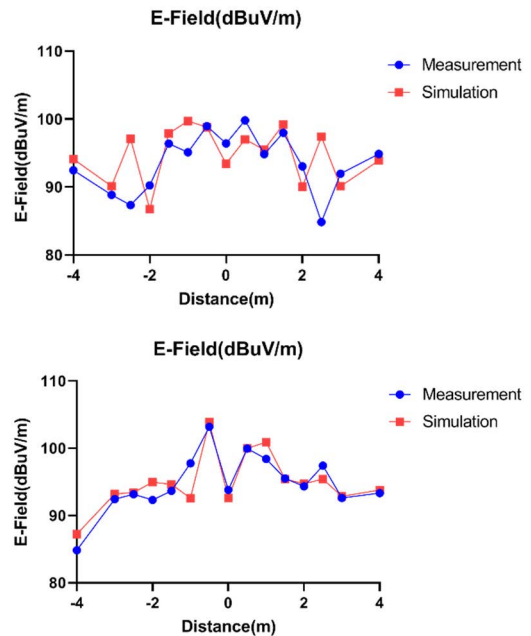 E-Field(dBuV/m)
110
100
90
80
E-Field(dBuV/m)
-4
-2
0
2
4
Distance(m)
Measurement
Simulation
E-Field(dBuV/m)
110
100
90
80
E-Field(dBuV/m)
-4
-2
0
2
4
Distance(m)
Measurement
Simulation